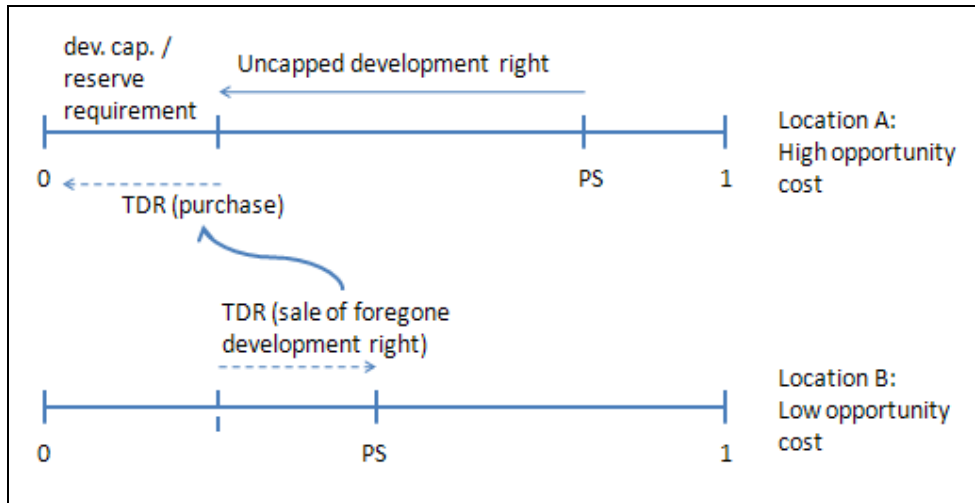 dev. cap. /
reserve
requirement
Uncapped development right
Location A:
High opportunity
cost
0
PS
1
TDR (purchase)
TDR (sale of foregone
development right)
Location B:
Low opportunity
cost
0
PS
1